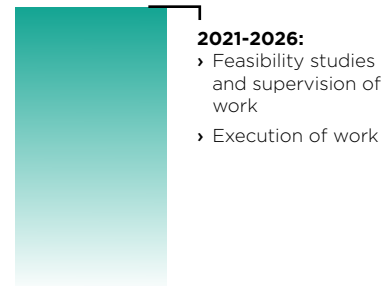 2021-2026:
› Feasibility studies
and supervision of
work
› Execution of work